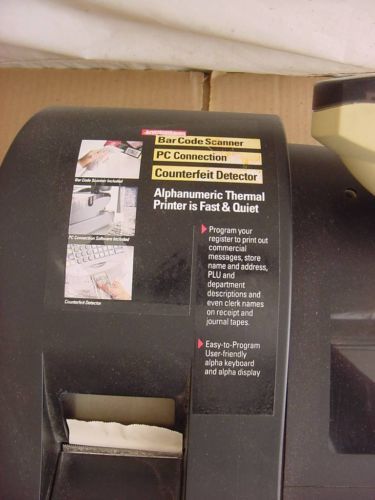 Bar Code Scanner
PC Connection
Counterfeit Detector
Alphanumeric Thermal
Printer is Fast & Quiet
Bar Code Scanner Included
PC Connection Software Included
Counterfeit Detector
Program your
register to print out
commercial
messages, store
name and address,
PLU and
department
descriptions and
even clerk names
on receipt and
journal tapes.
Easy-to-Program
User-friendly
alpha keyboard
and alpha display